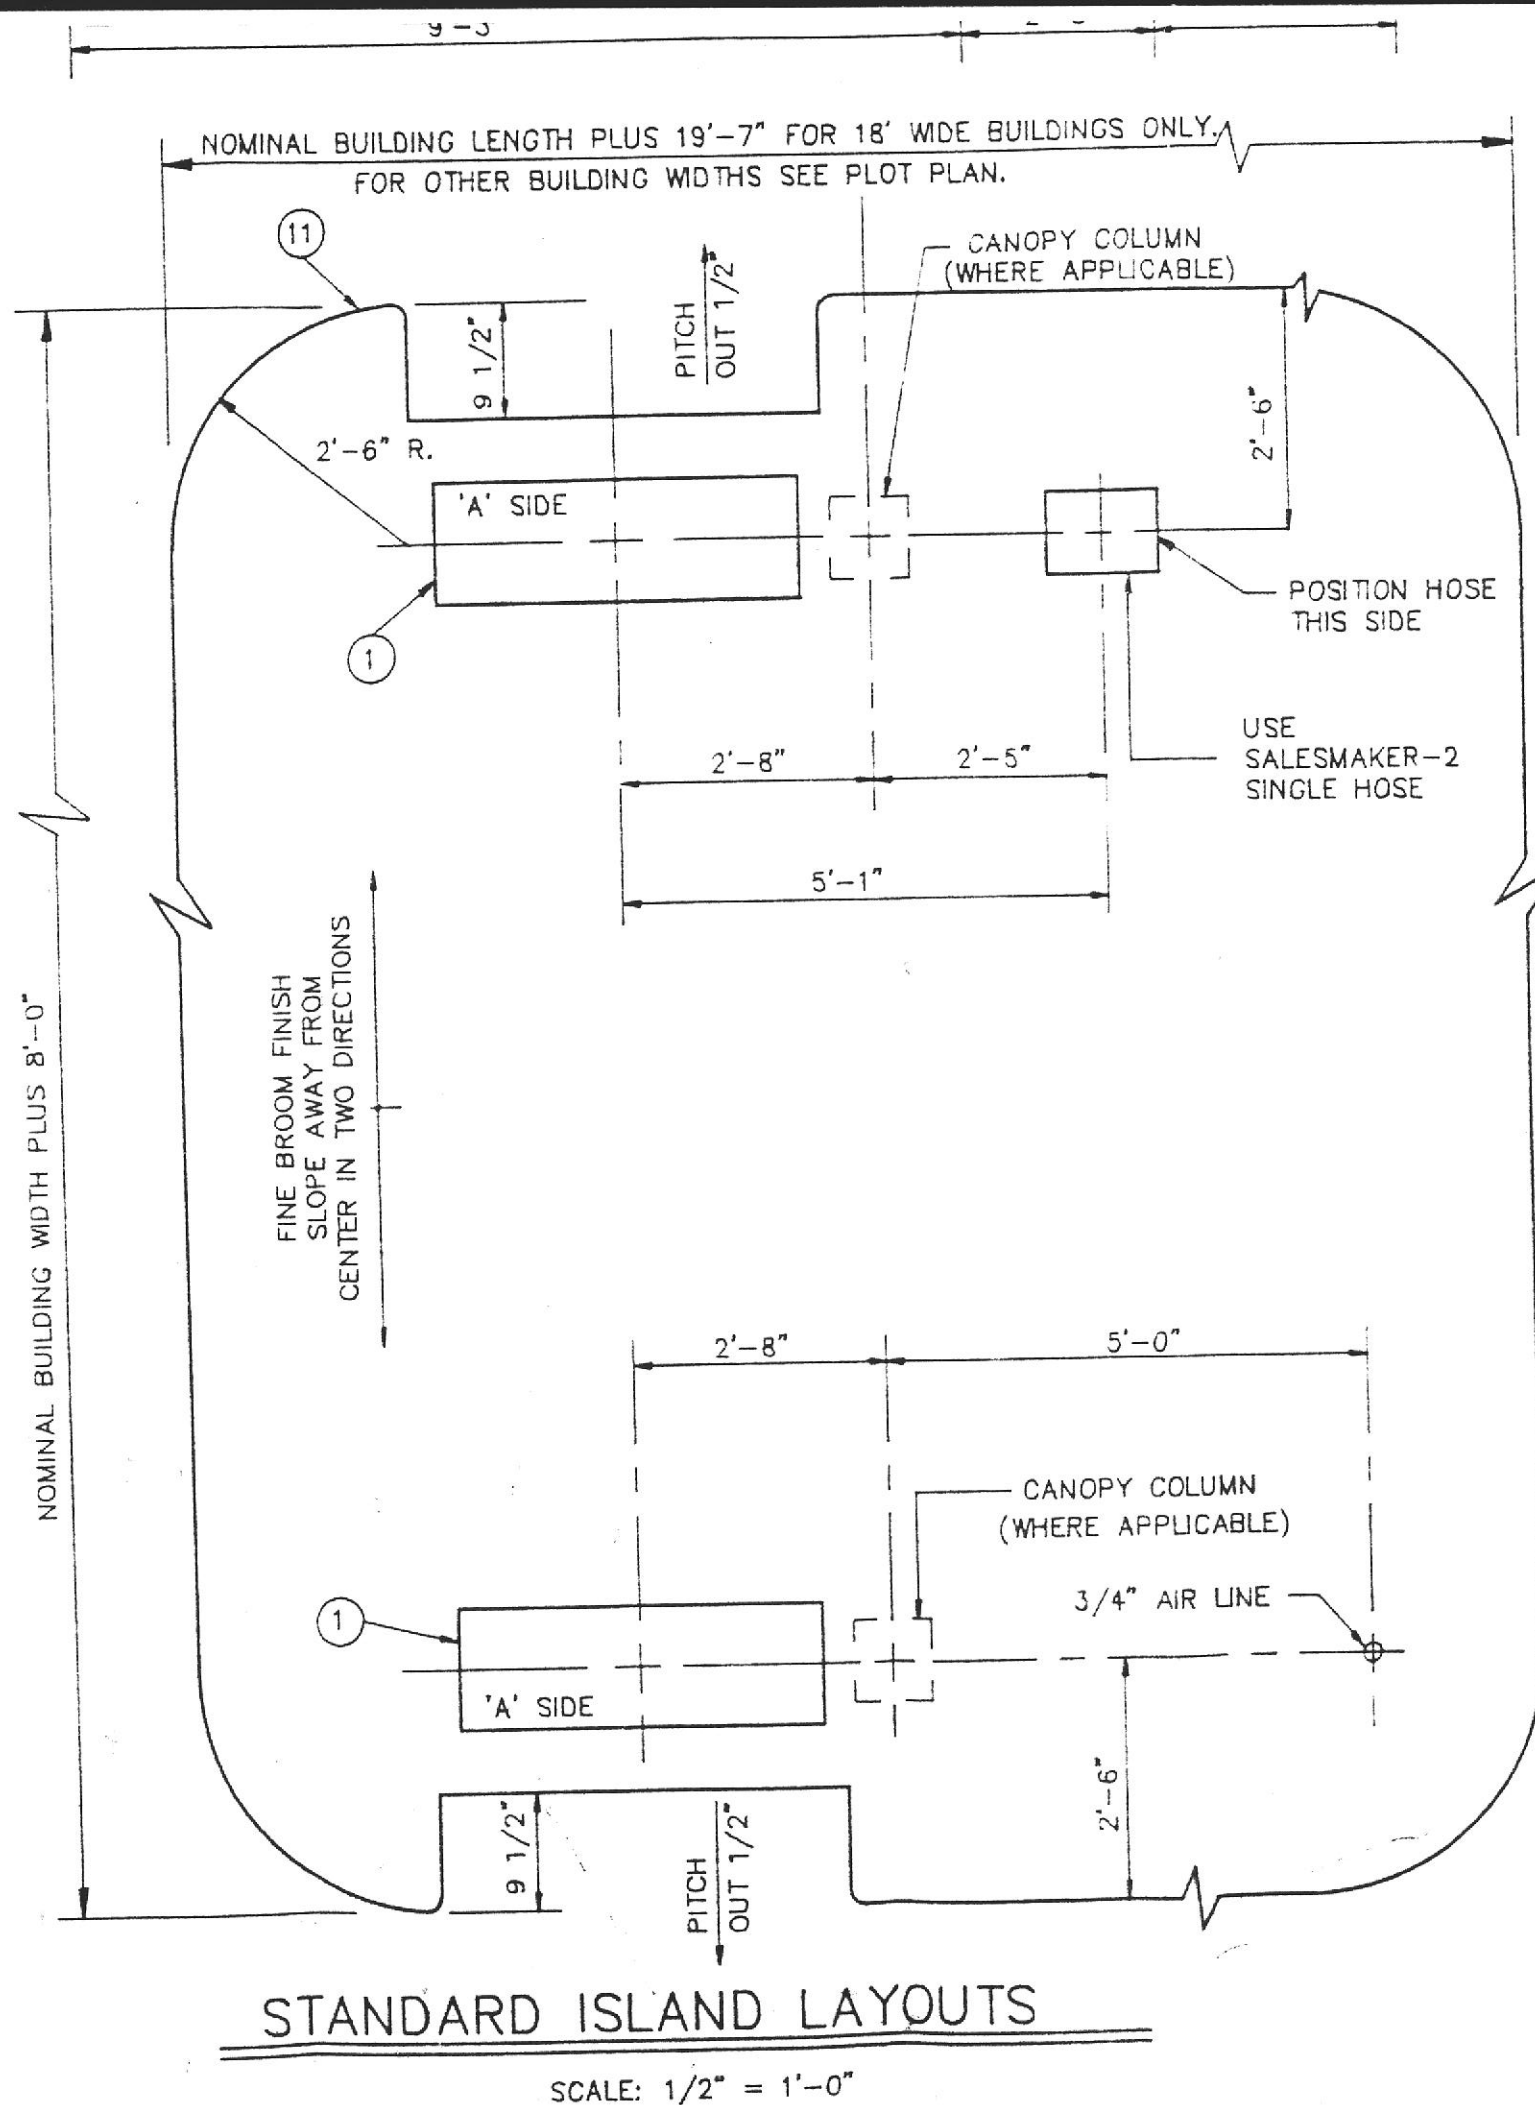 9'-3"
NOMINAL BUILDING LENGTH PLUS 19'-7" FOR 18' WIDE BUILDINGS ONLY.
FOR OTHER BUILDING WIDTHS SEE PLOT PLAN.
11
CANOPY COLUMN
(WHERE APPLICABLE)
9 1/2"
PITCH
OUT 1/2"
2'-6"
2'-6" R.
'A' SIDE
1
POSITION HOSE
THIS SIDE
USE
SALESMAKER-2
SINGLE HOSE
2'-8"
2'-5"
5'-1"
FINE BROOM FINISH
SLOPE AWAY FROM
CENTER IN TWO DIRECTIONS
NOMINAL BUILDING WIDTH PLUS 8'-0"
2'-8"
5'-0"
CANOPY COLUMN
(WHERE APPLICABLE)
3/4" AIR LINE
1
'A' SIDE
2'-6"
9 1/2"
PITCH
OUT 1/2"
STANDARD ISLAND LAYOUTS
SCALE: 1/2" = 1'-0"